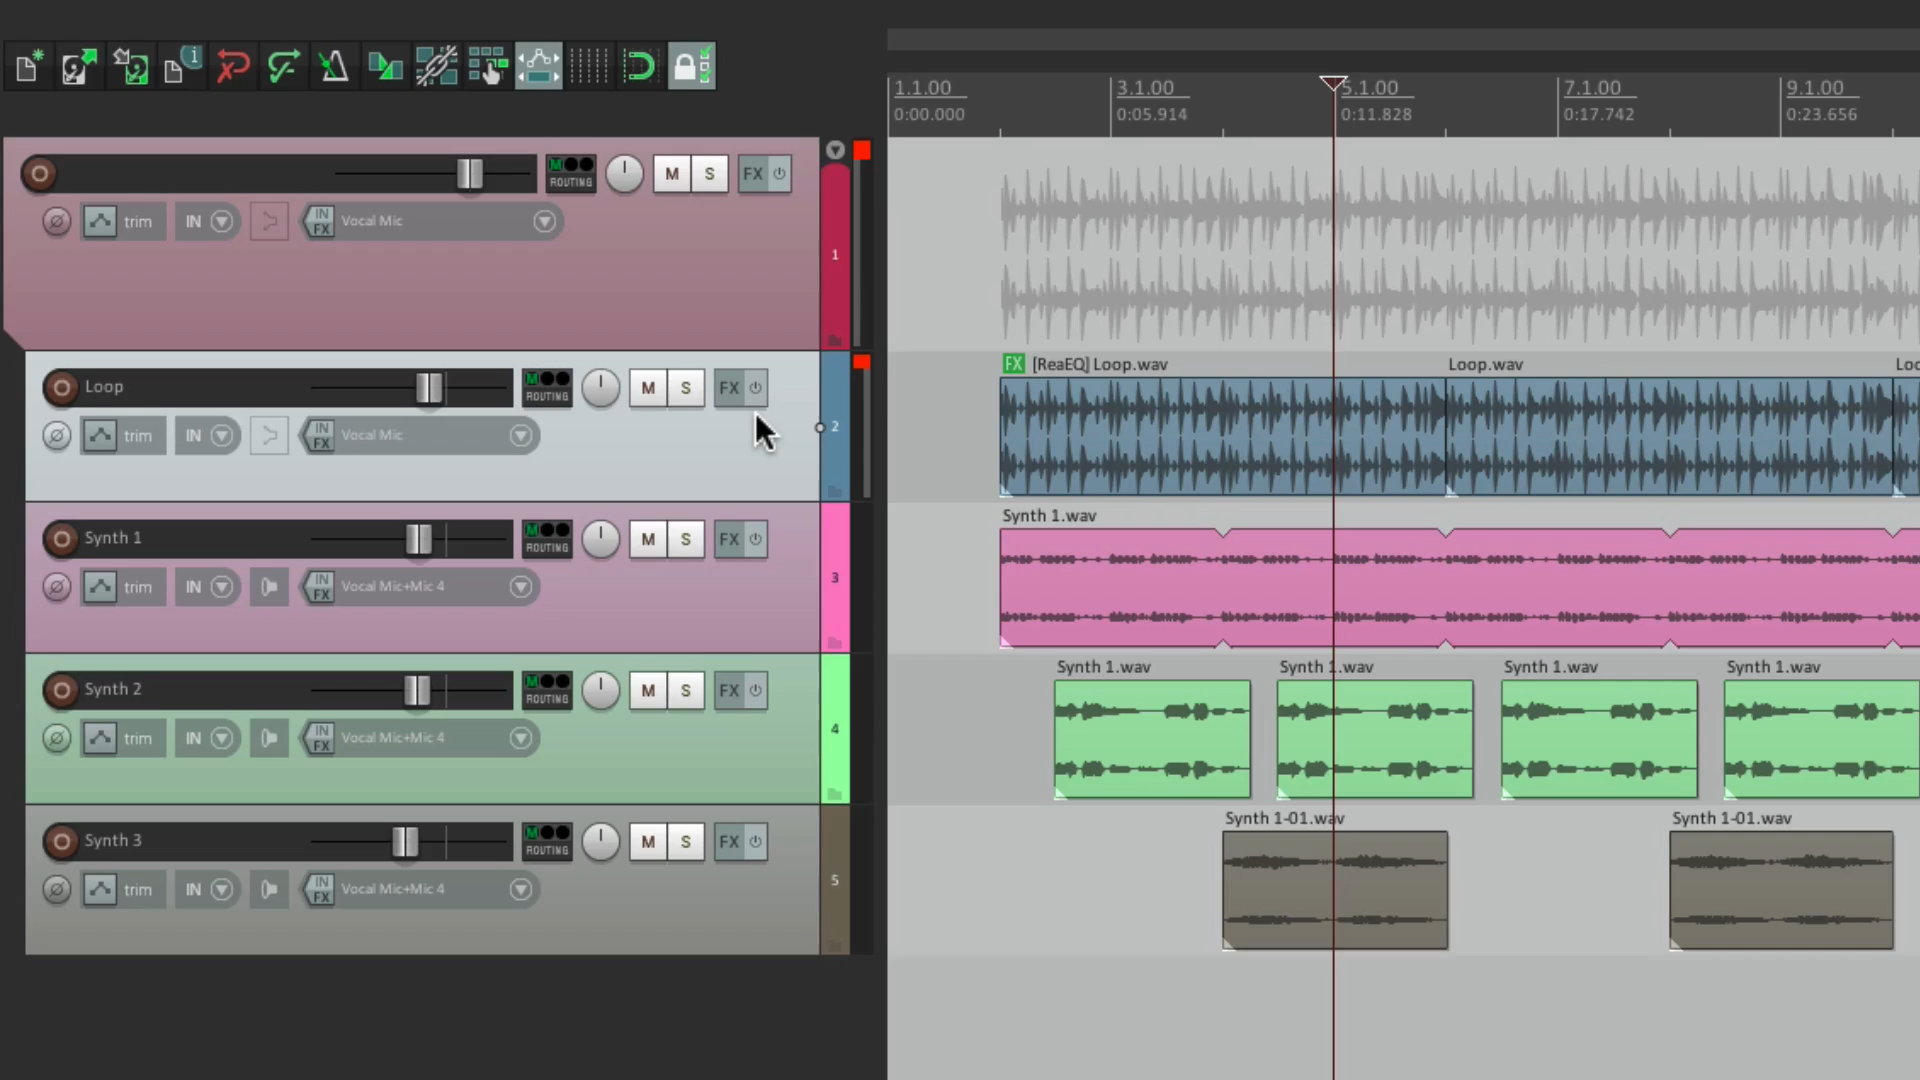 1.1.00 3.1.00 5.1.00 7.1.00 9.1.00
0:00.000 0:05.914 0:11.828 0:17.742 0:23.656
M ROUTING M S FX
trim IN IN FX Vocal Mic
1
FX [ReaEQ] Loop.wav Loop.wav Loo
Loop M ROUTING M S FX
trim IN IN FX Vocal Mic
2
Synth 1.wav
Synth 1 M ROUTING M S FX
trim IN IN FX Vocal Mic+Mic 4
3
Synth 1.wav Synth 1.wav Synth 1.wav Synth 1.wav
Synth 2 M ROUTING M S FX
trim IN IN FX Vocal Mic+Mic 4
4
Synth 1-01.wav Synth 1-01.wav
Synth 3 M ROUTING M S FX
trim IN IN FX Vocal Mic+Mic 4
5